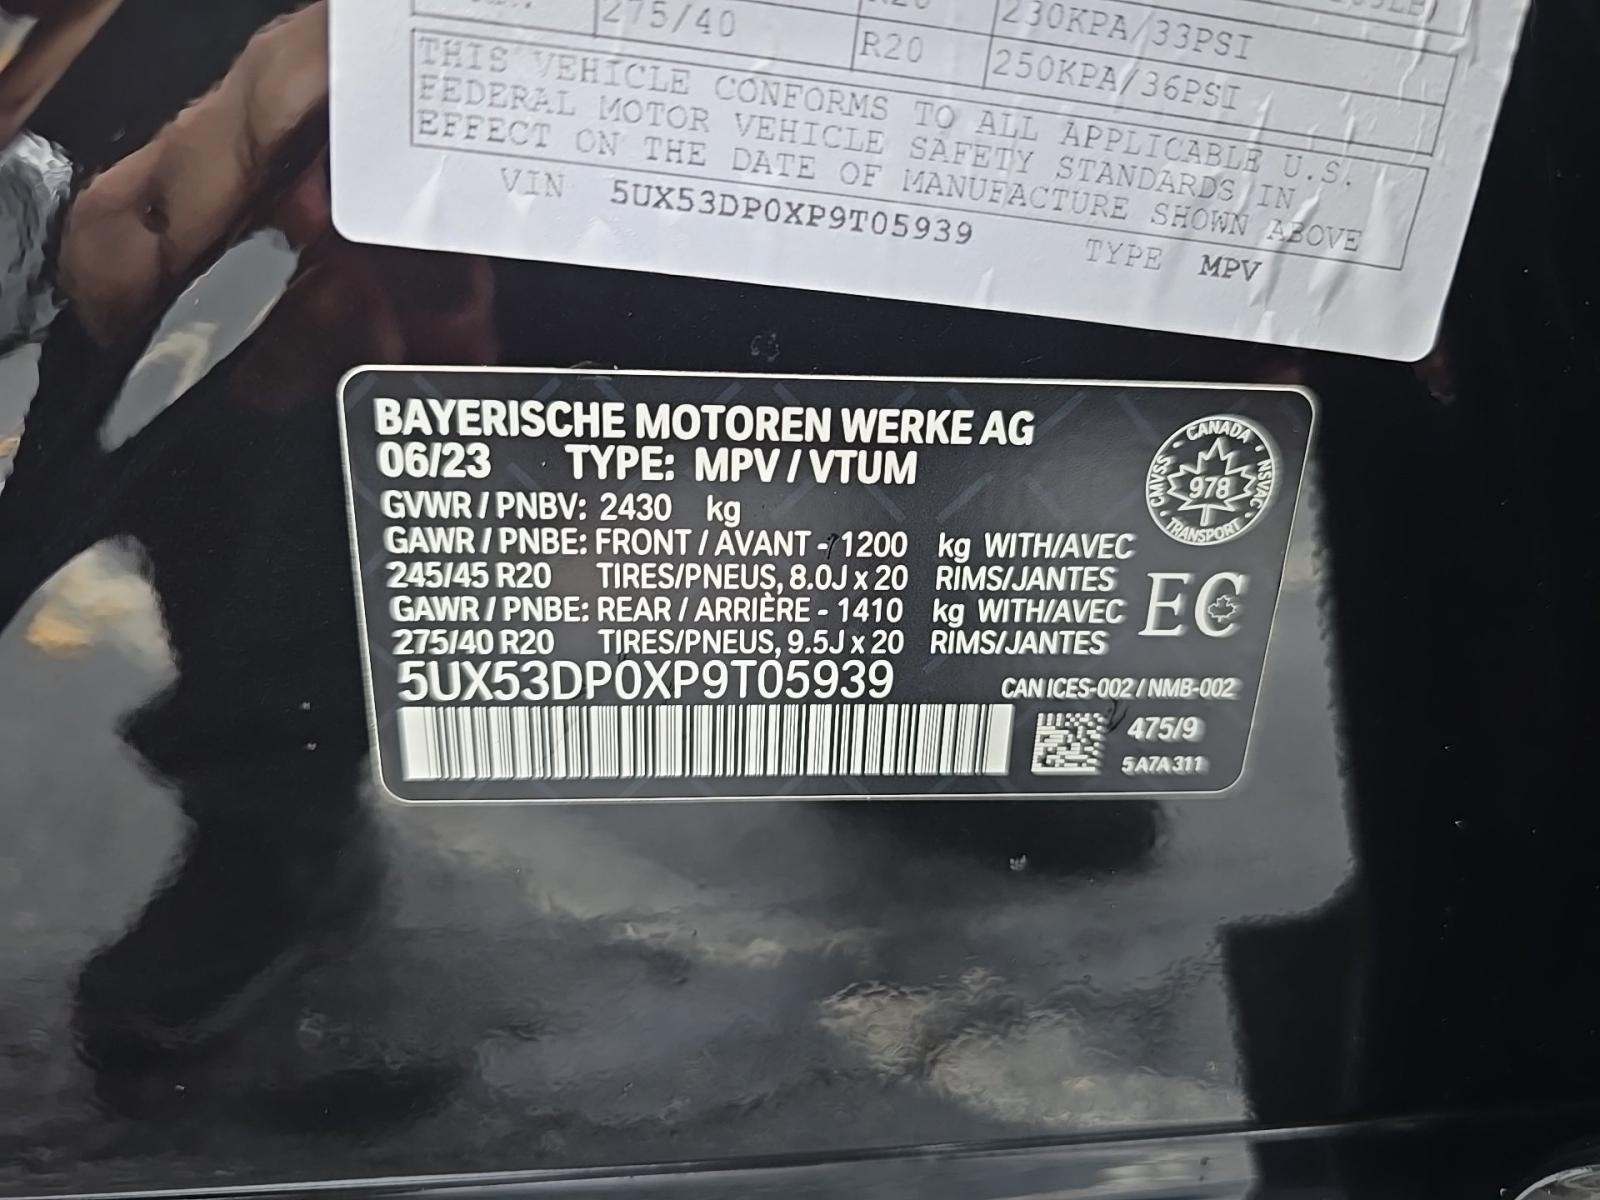 275/40 R20 230KPA/33PSI
R20 250KPA/36PSI
THIS VEHICLE CONFORMS TO ALL APPLICABLE U.S.
FEDERAL MOTOR VEHICLE SAFETY STANDARDS IN
EFFECT ON THE DATE OF MANUFACTURE SHOWN ABOVE
VIN 5UX53DP0XP9T05939 TYPE MPV
BAYERISCHE MOTOREN WERKE AG
06/23 TYPE: MPV / VTUM
GVWR / PNBV: 2430 kg
GAWR / PNBE: FRONT / AVANT - 1200 kg WITH/AVEC
245/45 R20 TIRES/PNEUS, 8.0J x 20 RIMS/JANTES
GAWR / PNBE: REAR / ARRIÈRE - 1410 kg WITH/AVEC
275/40 R20 TIRES/PNEUS, 9.5J x 20 RIMS/JANTES
5UX53DP0XP9T05939
CANADA
CMVSS 978 NSVAC
TRANSPORT
EC
CAN ICES-002 / NMB-002
475/9
5A7A311